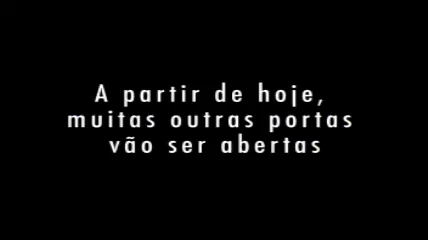 A partir de hoje,
muitas outras portas
vão ser abertas